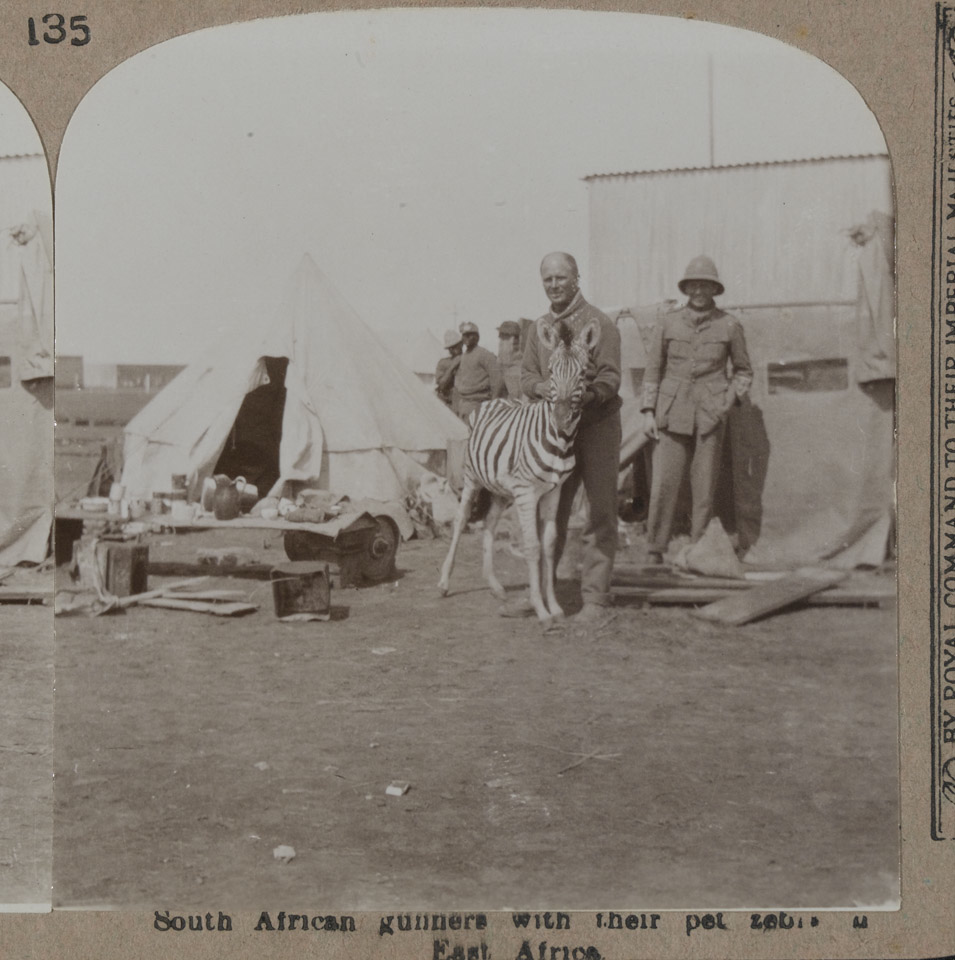 135
South African gunners with their pet
East Africa.
BY ROYAL COMMAND TO THEIR IMPERIAL MAJESTIES